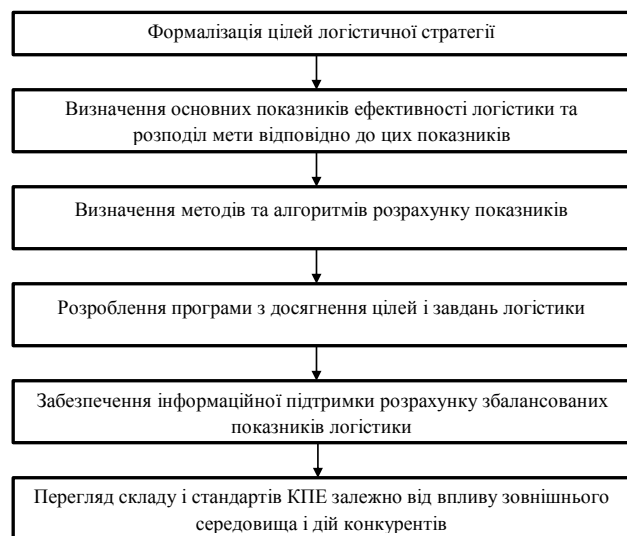 Формалізація цілей логістичної стратегії
Визначення основних показників ефективності логістики та
розподіл мети відповідно до цих показників
Визначення методів та алгоритмів розрахунку показників
Розроблення програми з досягнення цілей і завдань логістики
Забезпечення інформаційної підтримки розрахунку збалансованих
показників логістики
Перегляд складу і стандартів КПЕ залежно від впливу зовнішнього
середовища і дій конкурентів